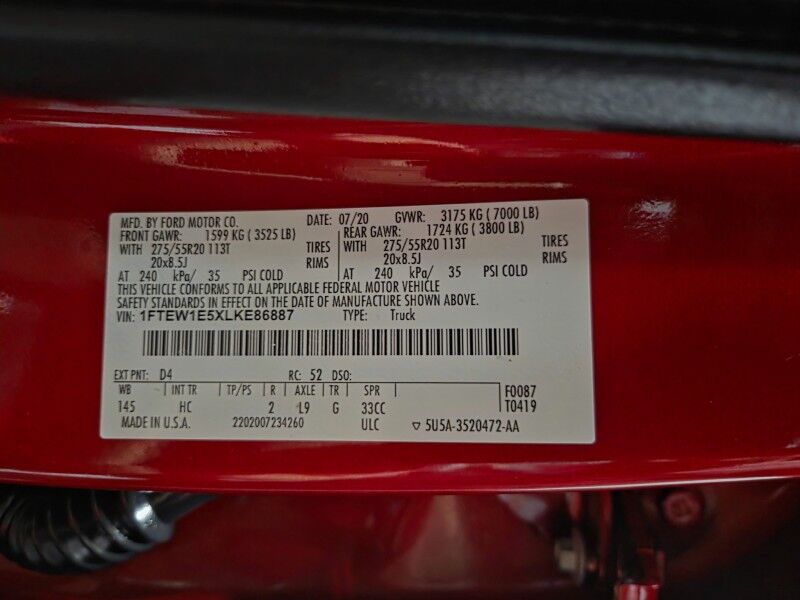 MFD. BY FORD MOTOR CO. DATE: 07/20 GVWR: 3175 KG ( 7000 LB)
FRONT GAWR: 1599 KG ( 3525 LB) REAR GAWR: 1724 KG ( 3800 LB)
WITH 275/55R20 113T TIRES WITH 275/55R20 113T TIRES
20x8.5J RIMS 20x8.5J RIMS
AT 240 kPa/ 35 PSI COLD AT 240 kPa/ 35 PSI COLD
THIS VEHICLE CONFORMS TO ALL APPLICABLE FEDERAL MOTOR VEHICLE
SAFETY STANDARDS IN EFFECT ON THE DATE OF MANUFACTURE SHOWN ABOVE.
VIN: 1FTEW1E5XLKE86887 TYPE: Truck
EXT PNT: D4 RC: 52 DSO:
WB INT TR TP/PS R AXLE TR SPR F0087
145 HC 2 L9 G 33CC T0419
MADE IN U.S.A. 2202007234260 ULC ▽ 5U5A-3520472-AA